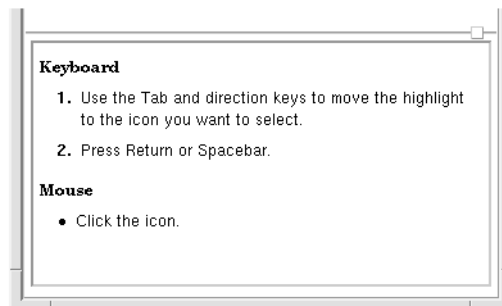 Keyboard
1. Use the Tab and direction keys to move the highlight
to the icon you want to select.
2. Press Return or Spacebar.
Mouse
• Click the icon.